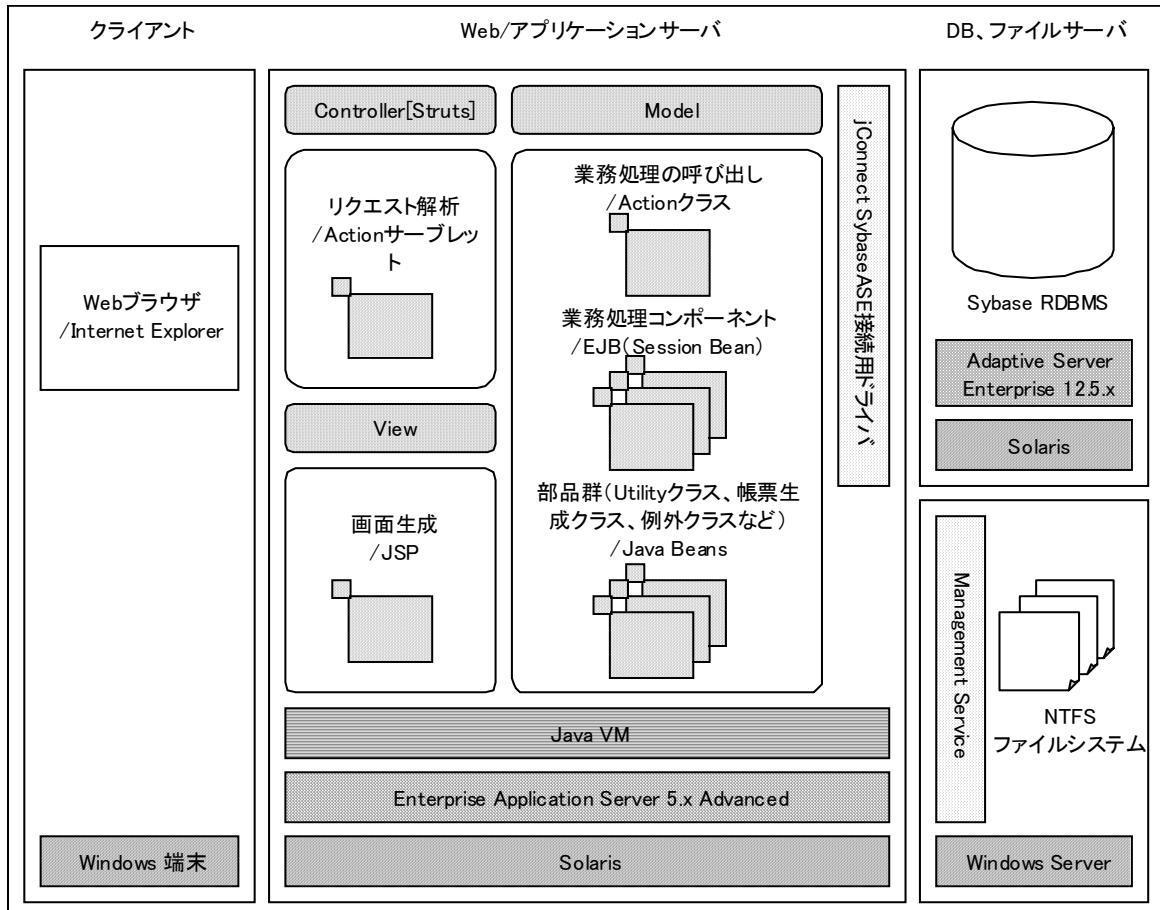 クライアント
Web/アプリケーションサーバ
DB、ファイルサーバ
Webブラウザ
/Internet Explorer
Windows 端末
Controller[Struts]
リクエスト解析
/Actionサーブレッ
ト
View
画面生成
/JSP
Model
業務処理の呼び出し
/Actionクラス
業務処理コンポーネント
/EJB(Session Bean)
部品群(Utilityクラス、帳票生
成クラス、例外クラスなど)
/Java Beans
jConnect SybaseASE接続用ドライバ
Java VM
Enterprise Application Server 5.x Advanced
Solaris
Sybase RDBMS
Adaptive Server
Enterprise 12.5.x
Solaris
Management Service
NTFS
ファイルシステム
Windows Server